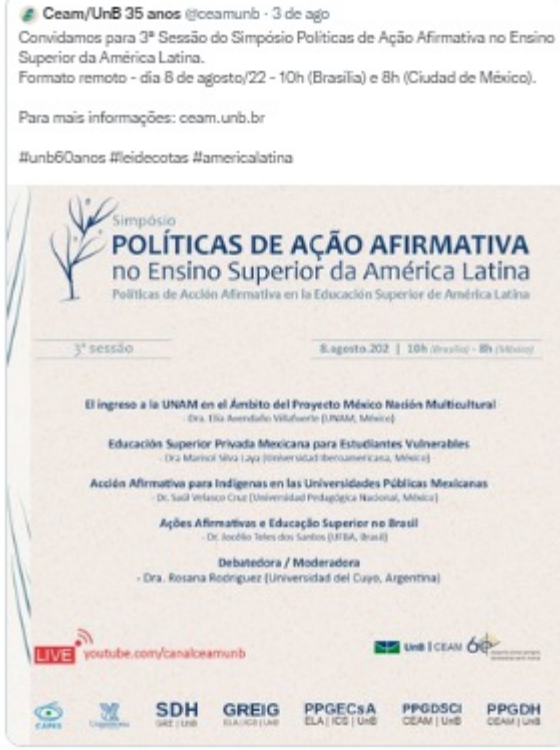 Ceam/UnB 35 anos @ceamunb · 3 de ago
Convidamos para 3ª Sessão do Simpósio Políticas de Ação Afirmativa no Ensino
Superior da América Latina.
Formato remoto - dia 8 de agosto/22 - 10h (Brasília) e 8h (Ciudad de México).
Para mais informações: ceam.unb.br
#unb60anos #leidecotas #americalatina
Simpósio
POLÍTICAS DE AÇÃO AFIRMATIVA
no Ensino Superior da América Latina
Políticas de Acción Afirmativa en la Educación Superior de América Latina
3ª sessão
8.agosto.202 | 10h (Brasília) - 8h (México)
El ingreso a la UNAM en el Ámbito del Proyecto México Nación Multicultural
- Dra. Elia Avendaño Villafuerte (UNAM, México)
Educación Superior Privada Mexicana para Estudiantes Vulnerables
- Dra Marisol Silva Laya (Universidad Iberoamericana, México)
Acción Afirmativa para Indígenas en las Universidades Públicas Mexicanas
- Dr. Saúl Velasco Cruz (Universidad Pedagógica Nacional, México)
Ações Afirmativas e Educação Superior no Brasil
- Dr. Jocélio Teles dos Santos (UFBA, Brasil)
Debatedora / Moderadora
- Dra. Rosana Rodríguez (Universidad del Cuyo, Argentina)
LIVE youtube.com/canalceamunb
UnB | CEAM 60
CAPES SDH GREIG PPGECsA PPGDSCI PPGDH
SRI | UnB ELA | ICS | UnB ELA | ICS | UnB CEAM | UnB CEAM | UnB